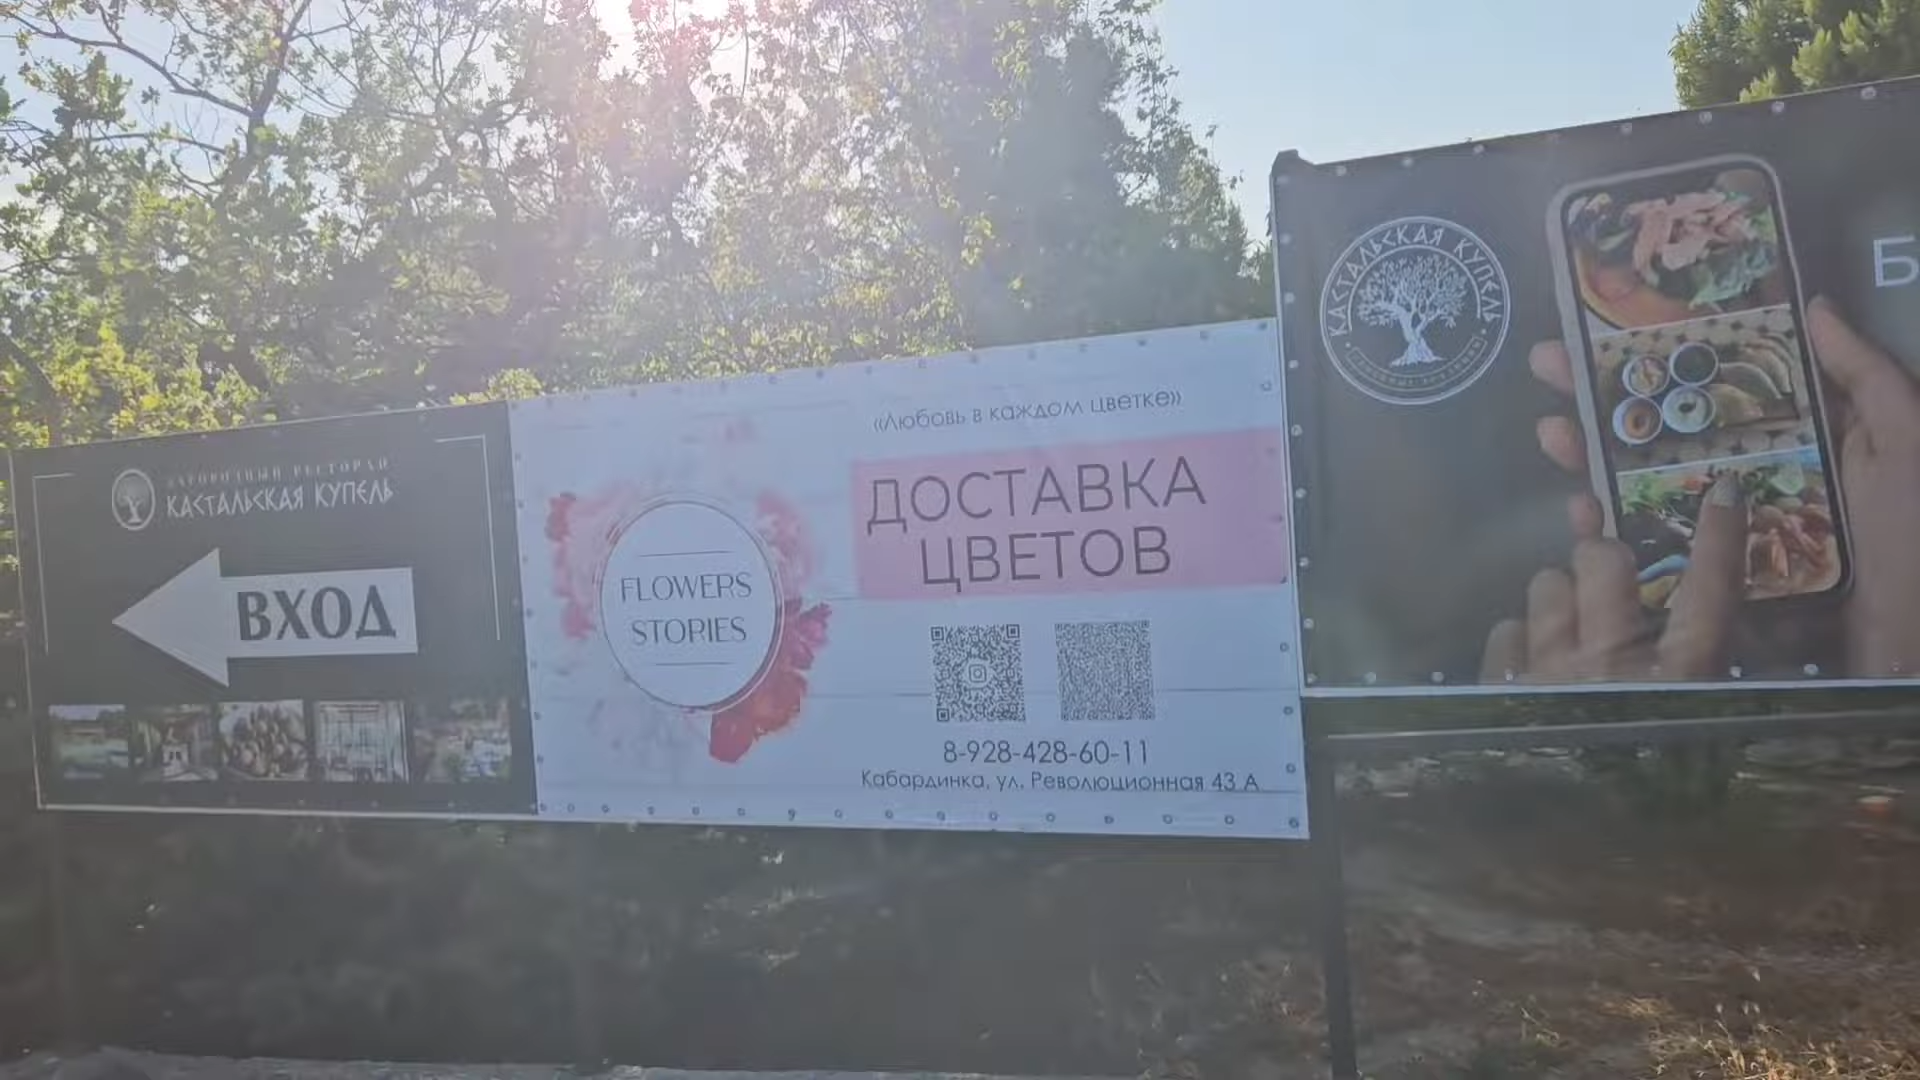 ЗАГОРОДНЫЙ РЕСТОРАН
КАСТАЛЬСКАЯ КУПЕЛЬ
ВХОД
FLOWERS
STORIES
«Любовь в каждом цветке»
ДОСТАВКА
ЦВЕТОВ
8-928-428-60-11
Кабардинка, ул. Революционная 43 А
КАСТАЛЬСКАЯ КУПЕЛЬ
Б